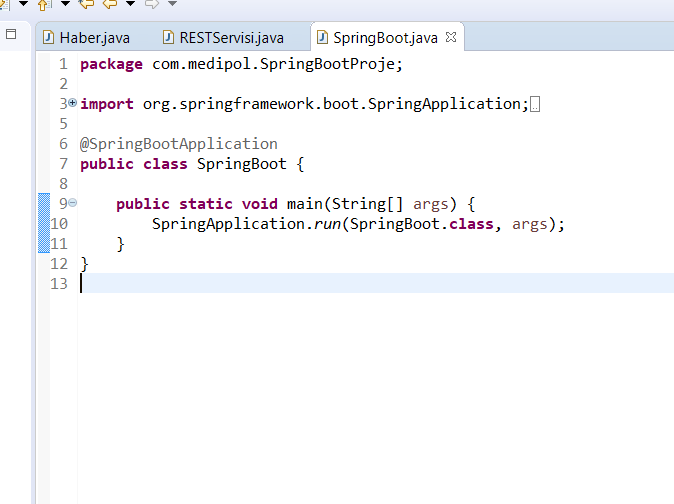 Haber.java RESTServisi.java SpringBoot.java
1 package com.medipol.SpringBootProje;
2
3 import org.springframework.boot.SpringApplication;
5
6 @SpringBootApplication
7 public class SpringBoot {
8
9 public static void main(String[] args) {
10 SpringApplication.run(SpringBoot.class, args);
11 }
12 }
13